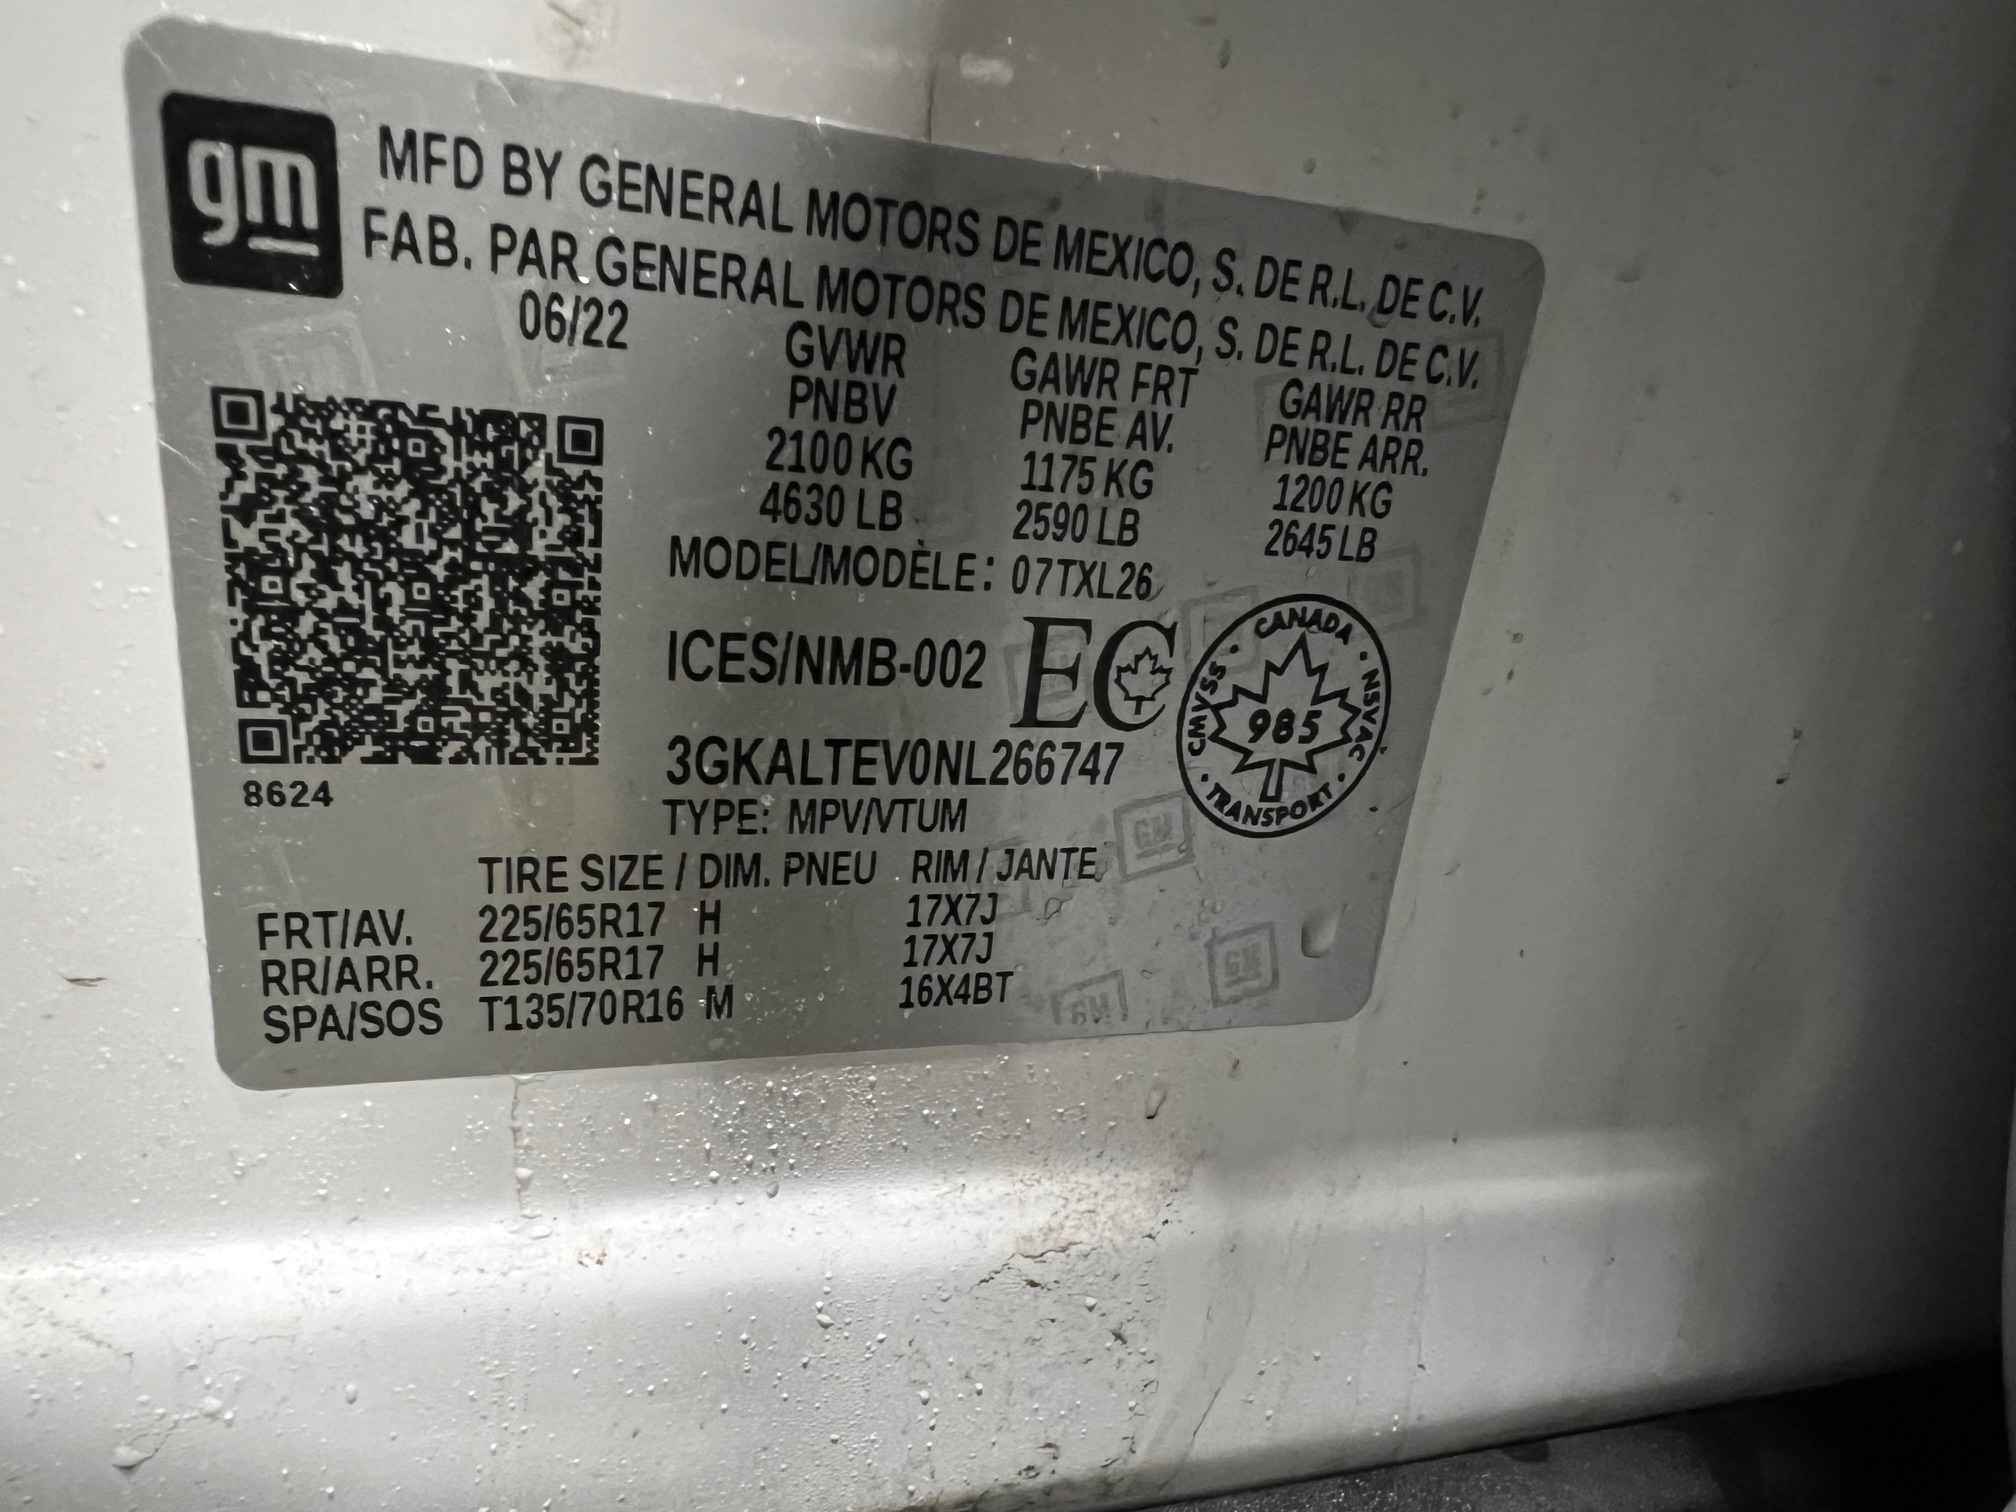 gm
MFD BY GENERAL MOTORS DE MEXICO, S. DE R.L. DE C.V.
FAB. PAR GENERAL MOTORS DE MEXICO, S. DE R.L. DE C.V.
06/22
GVWR GAWR FRT GAWR RR
PNBV PNBE AV. PNBE ARR.
2100 KG 1175 KG 1200 KG
4630 LB 2590 LB 2645 LB
MODEL/MODÈLE: 07TXL26
ICES/NMB-002 EC
CANADA · NSVAC · TRANSPORT · CMVSS ·
985
3GKALTEV0NL266747
8624
TYPE: MPV/VTUM
TIRE SIZE / DIM. PNEU RIM / JANTE
FRT/AV. 225/65R17 H 17X7J
RR/ARR. 225/65R17 H 17X7J
SPA/SOS T135/70R16 M 16X4BT
GM
GM
GM